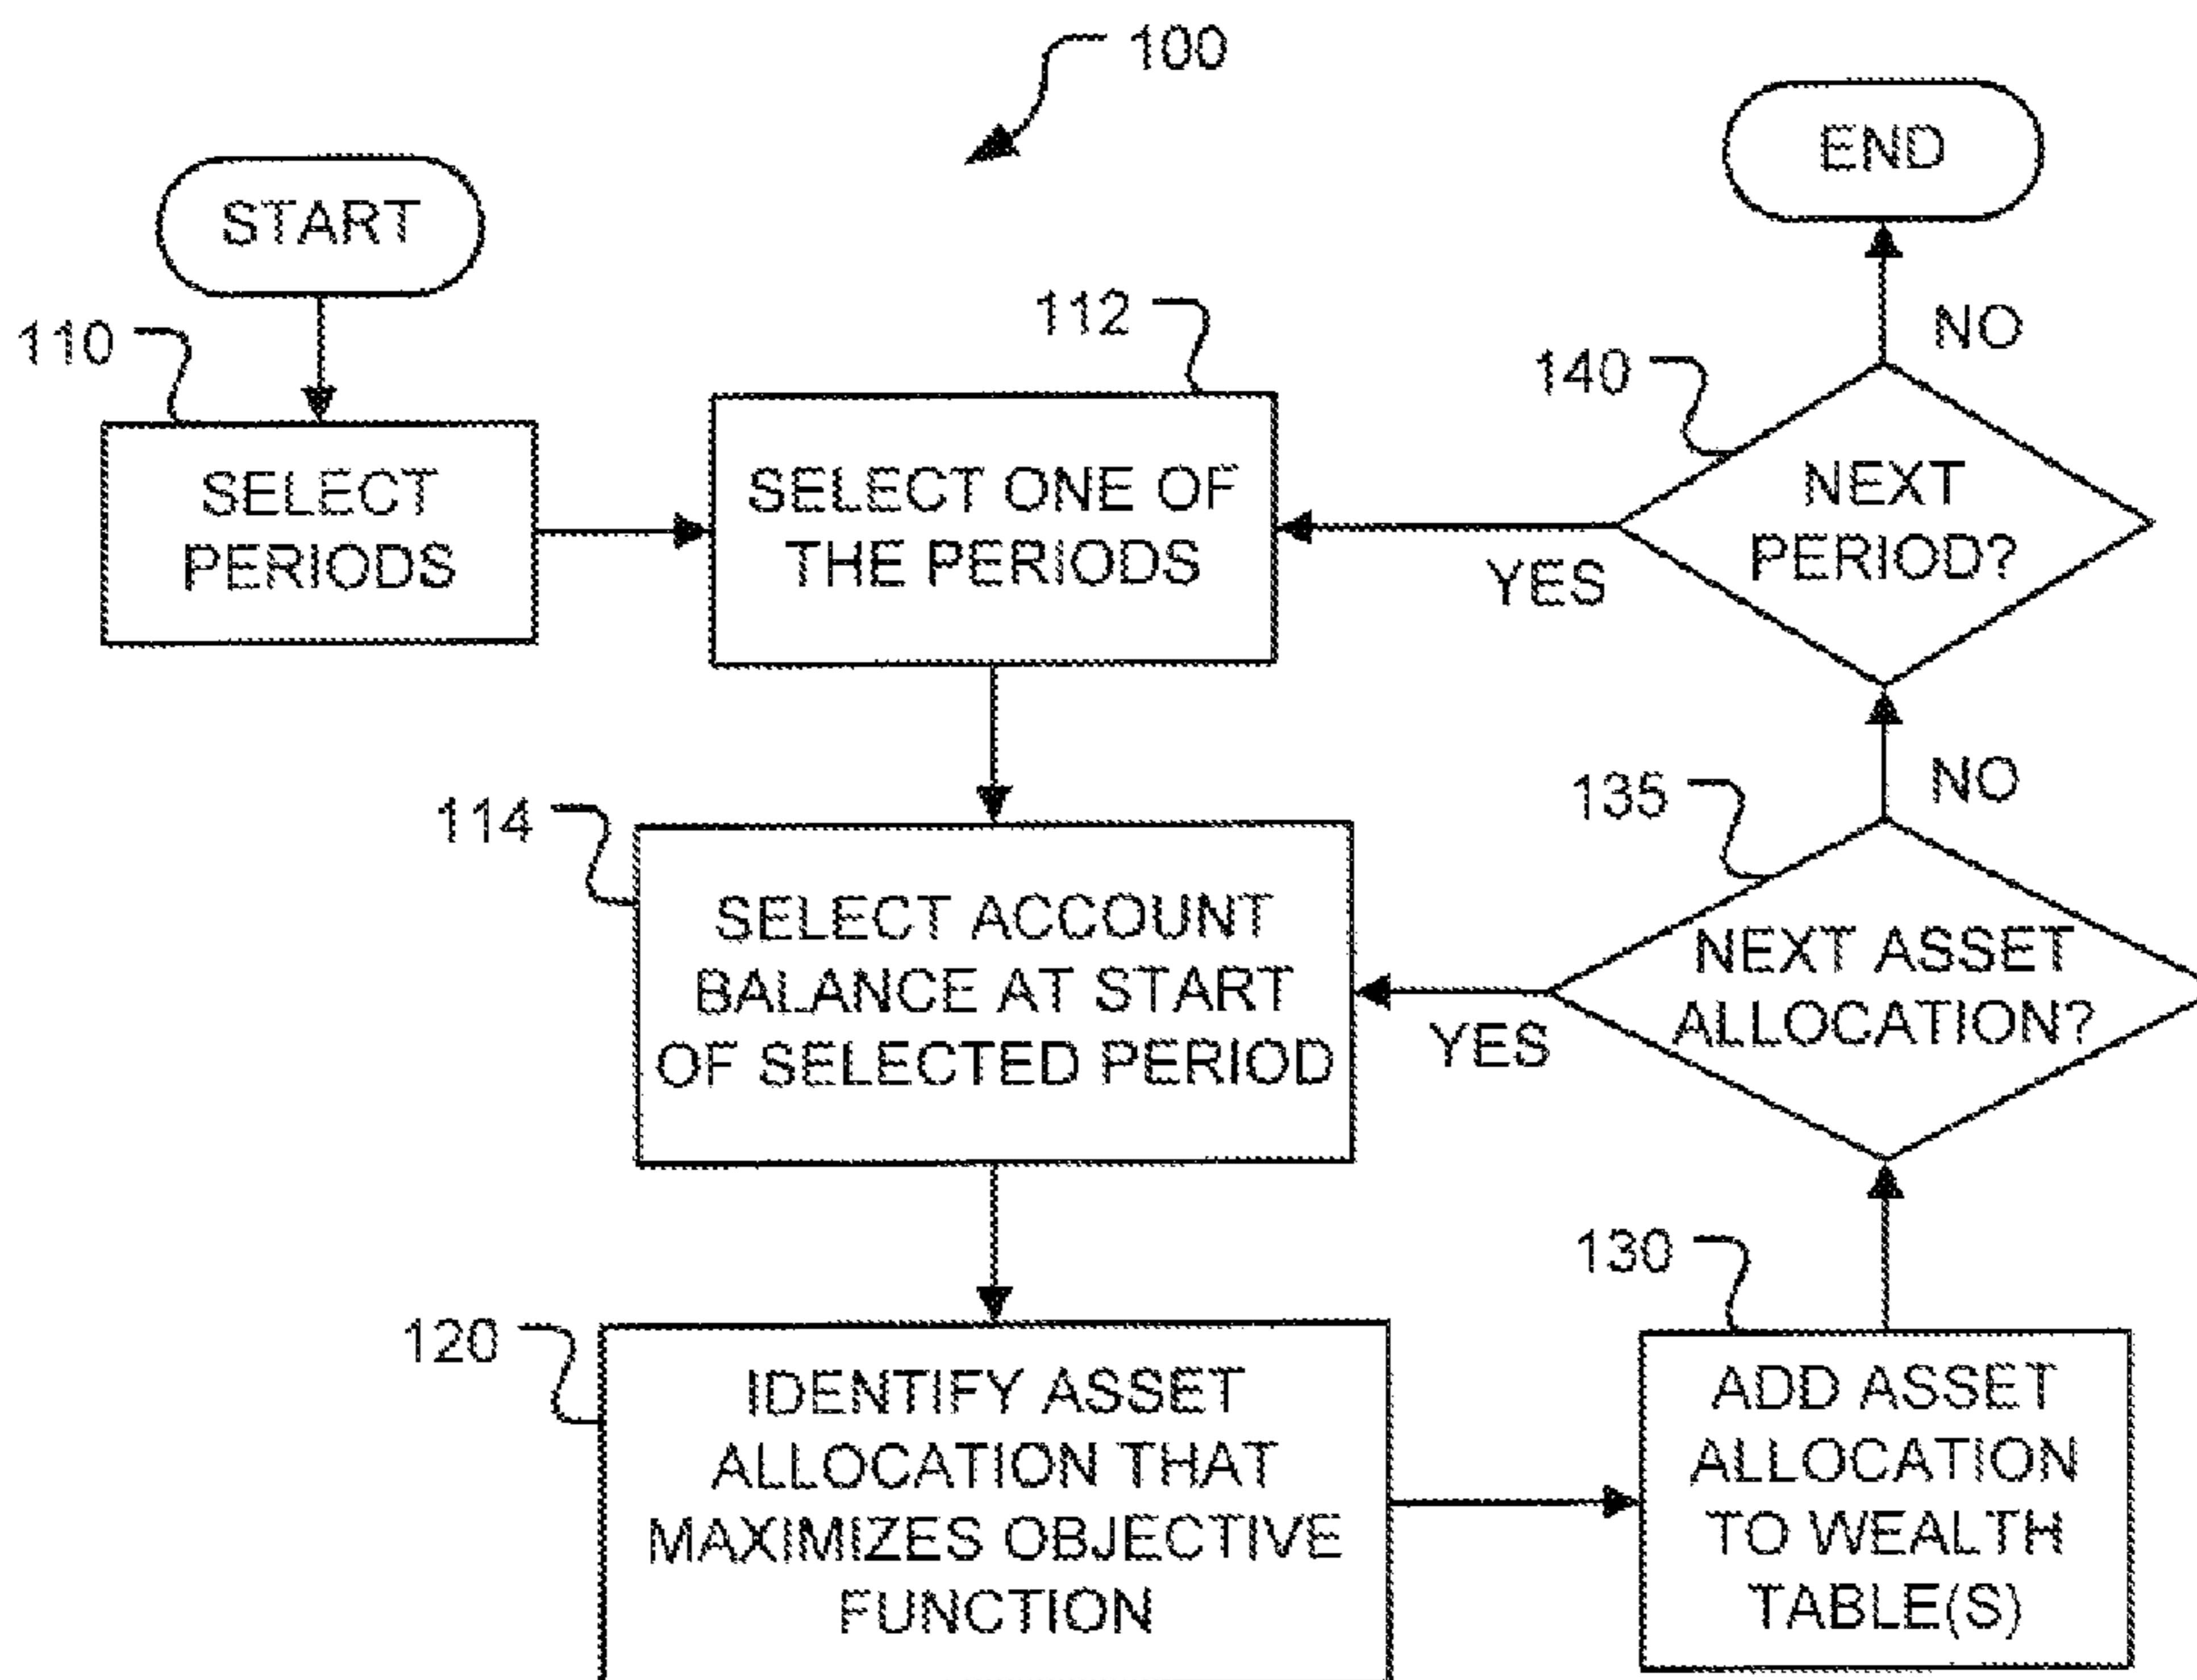 100
START
END
110
112
140
NO
SELECT
PERIODS
SELECT ONE OF
THE PERIODS
NEXT
PERIOD?
YES
114
135
NO
SELECT ACCOUNT
BALANCE AT START
OF SELECTED PERIOD
NEXT ASSET
ALLOCATION?
YES
120
130
IDENTIFY ASSET
ALLOCATION THAT
MAXIMIZES OBJECTIVE
FUNCTION
ADD ASSET
ALLOCATION
TO WEALTH
TABLE(S)